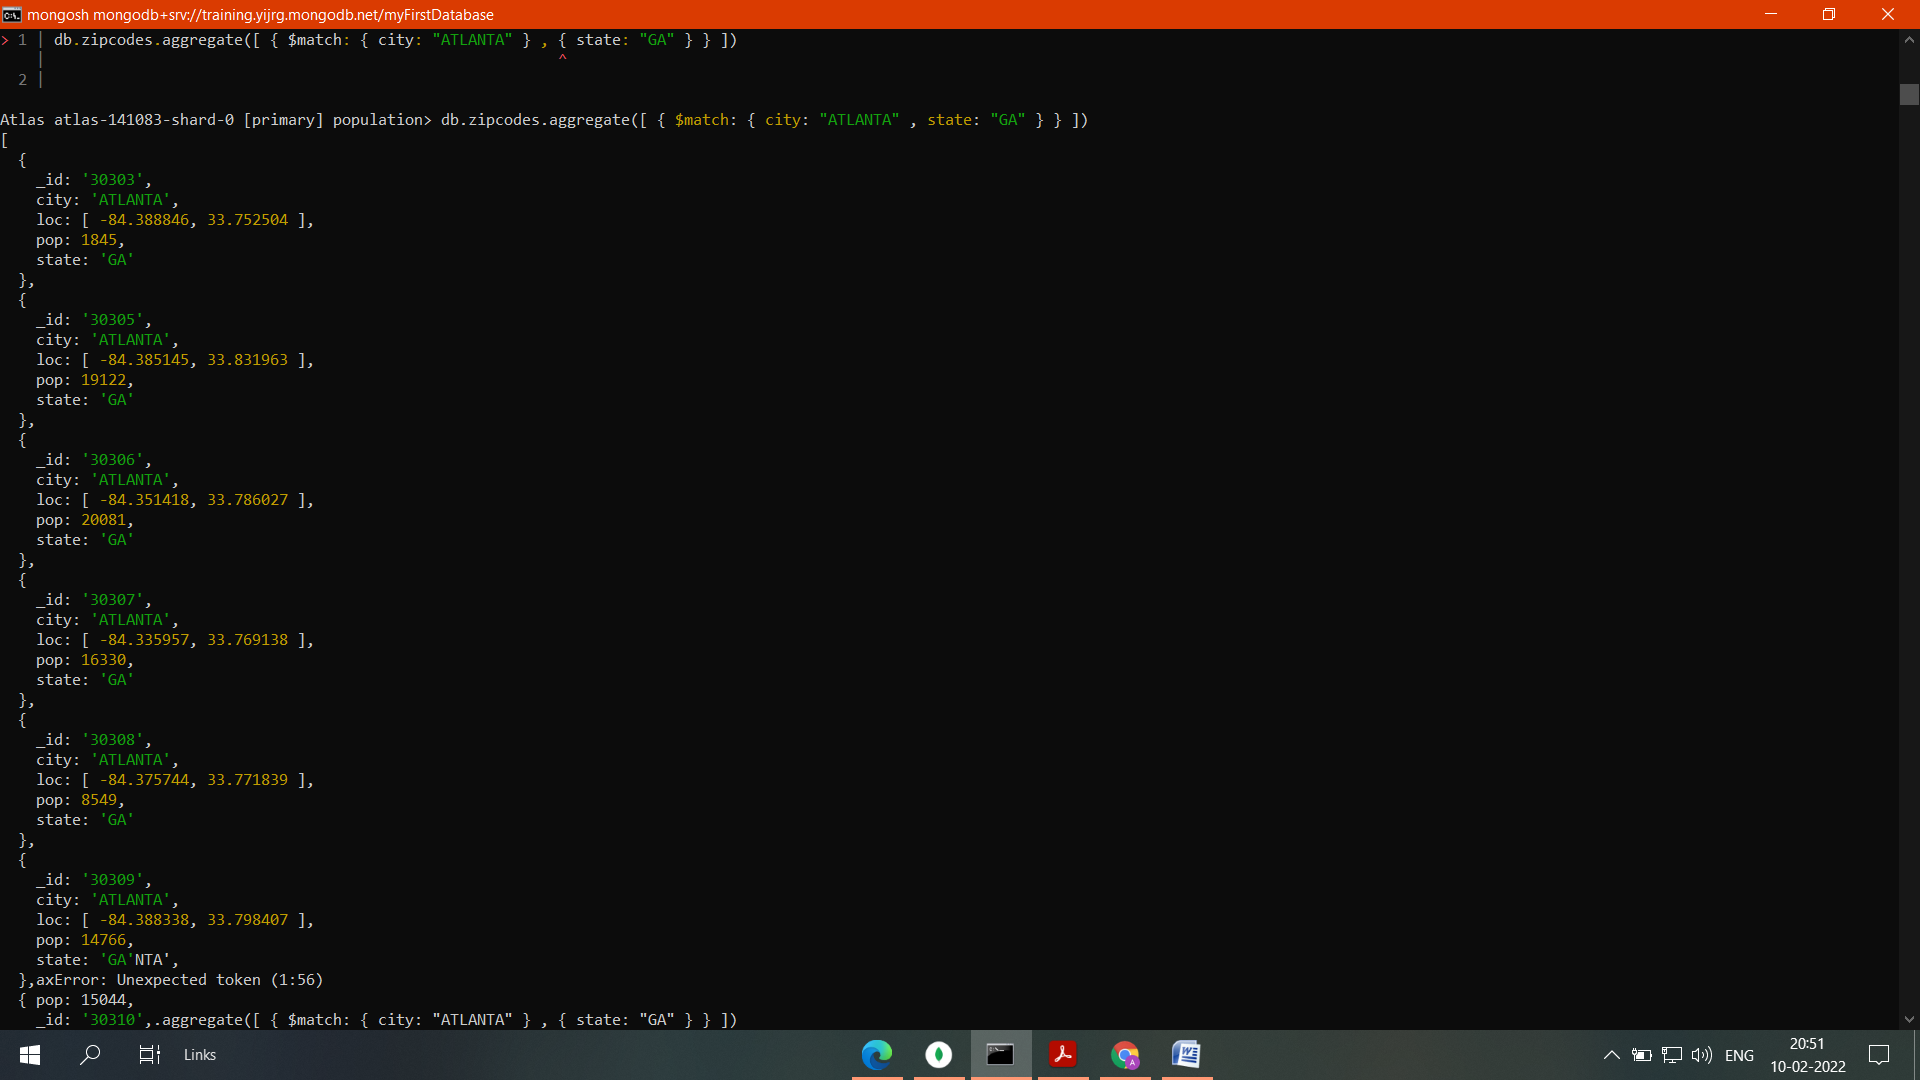 mongosh mongodb+srv://training.yijrg.mongodb.net/myFirstDatabase
> 1 | db.zipcodes.aggregate([ { $match: { city: "ATLANTA" } , { state: "GA" } } ])
| ^
2 |
Atlas atlas-141083-shard-0 [primary] population> db.zipcodes.aggregate([ { $match: { city: "ATLANTA" , state: "GA" } } ])
[
{
_id: '30303',
city: 'ATLANTA',
loc: [ -84.388846, 33.752504 ],
pop: 1845,
state: 'GA'
},
{
_id: '30305',
city: 'ATLANTA',
loc: [ -84.385145, 33.831963 ],
pop: 19122,
state: 'GA'
},
{
_id: '30306',
city: 'ATLANTA',
loc: [ -84.351418, 33.786027 ],
pop: 20081,
state: 'GA'
},
{
_id: '30307',
city: 'ATLANTA',
loc: [ -84.335957, 33.769138 ],
pop: 16330,
state: 'GA'
},
{
_id: '30308',
city: 'ATLANTA',
loc: [ -84.375744, 33.771839 ],
pop: 8549,
state: 'GA'
},
{
_id: '30309',
city: 'ATLANTA',
loc: [ -84.388338, 33.798407 ],
pop: 14766,
state: 'GA'NTA',
},axError: Unexpected token (1:56)
{ pop: 15044,
_id: '30310',.aggregate([ { $match: { city: "ATLANTA" } , { state: "GA" } } ])
Links
ENG
20:51
10-02-2022